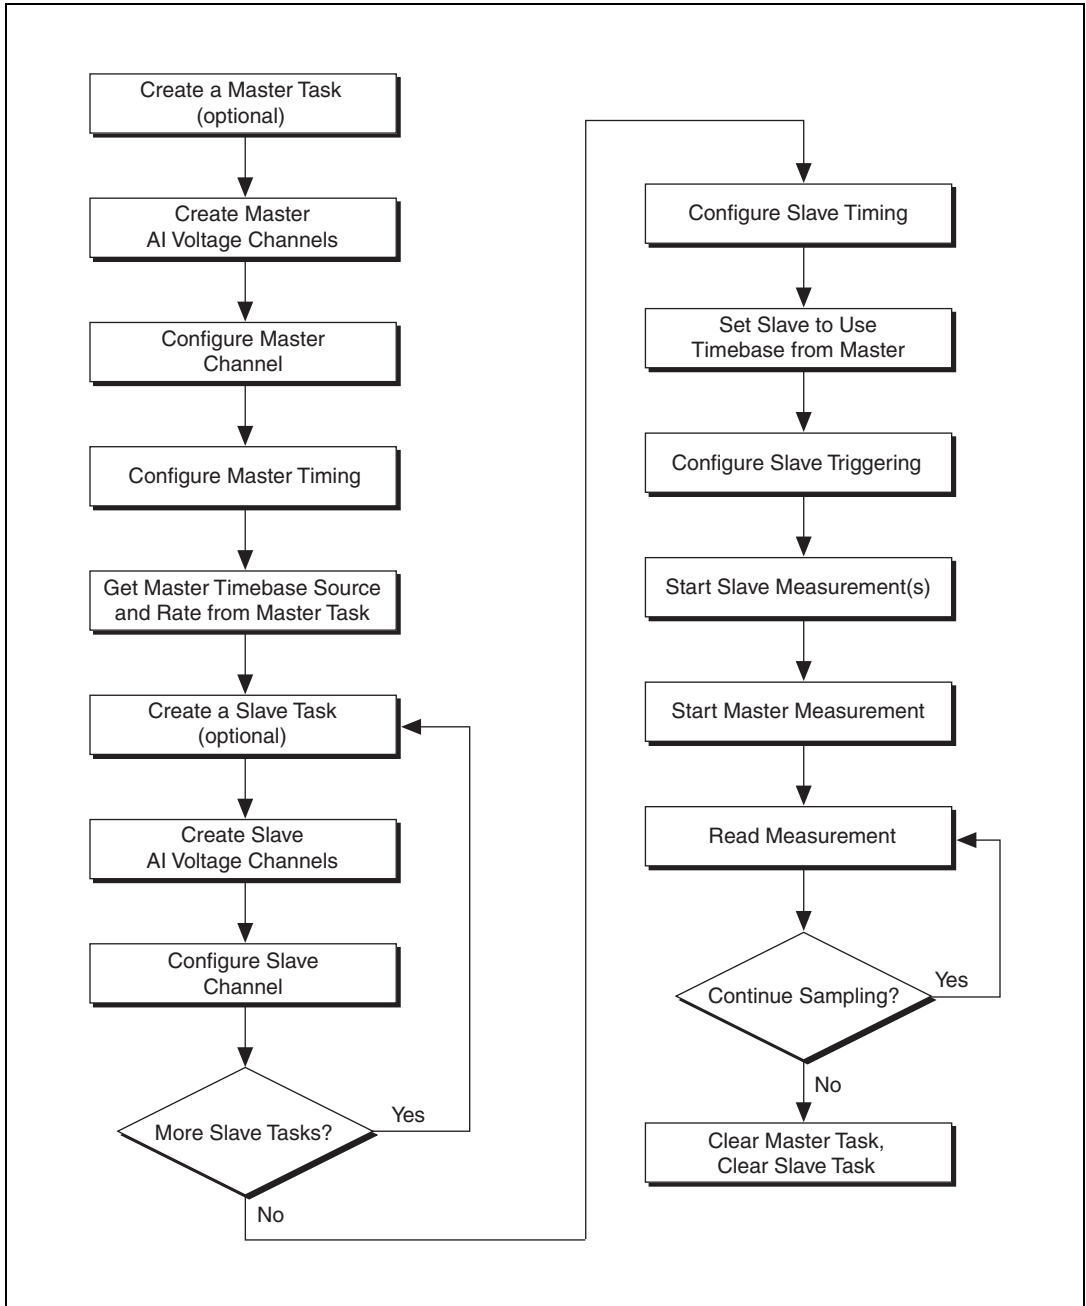 Create a Master Task
(optional)
Create Master
AI Voltage Channels
Configure Master
Channel
Configure Master Timing
Get Master Timebase Source
and Rate from Master Task
Create a Slave Task
(optional)
Create Slave
AI Voltage Channels
Configure Slave
Channel
More Slave Tasks?
Yes
No
Configure Slave Timing
Set Slave to Use
Timebase from Master
Configure Slave Triggering
Start Slave Measurement(s)
Start Master Measurement
Read Measurement
Continue Sampling?
Yes
No
Clear Master Task,
Clear Slave Task